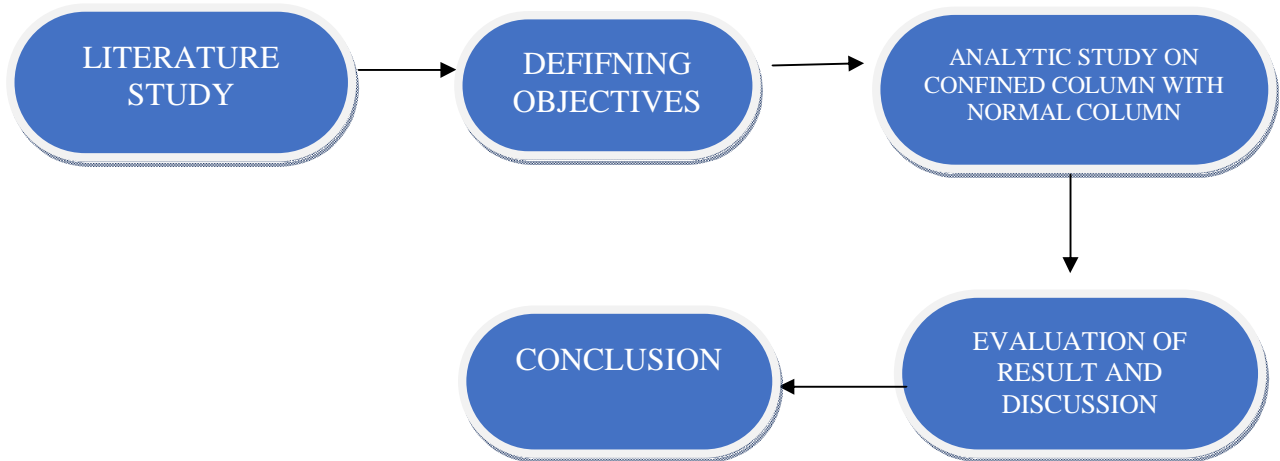 LITERATURE
STUDY
DEFIFNING
OBJECTIVES
ANALYTIC STUDY ON
CONFINED COLUMN WITH
NORMAL COLUMN
EVALUATION OF
RESULT AND
DISCUSSION
CONCLUSION